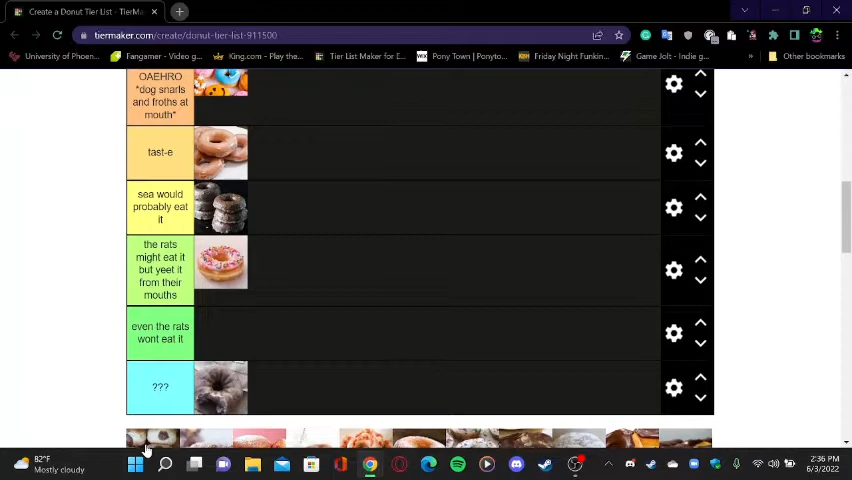 Create a Donut Tier List - TierMa
tiermaker.com/create/donut-tier-list-911500
University of Phoen...
Fangamer - Video g...
King.com - Play the...
Tier List Maker for E...
WiX
Pony Town | Ponyto...
Friday Night Funkin...
Game Jolt - Indie g...
»
Other bookmarks
OAEHRO
*dog snarls
and froths at
mouth*
tast-e
sea would
probably eat
it
the rats
might eat it
but yeet it
from their
mouths
even the rats
wont eat it
???
82°F
Mostly cloudy
2:36 PM
6/3/2022